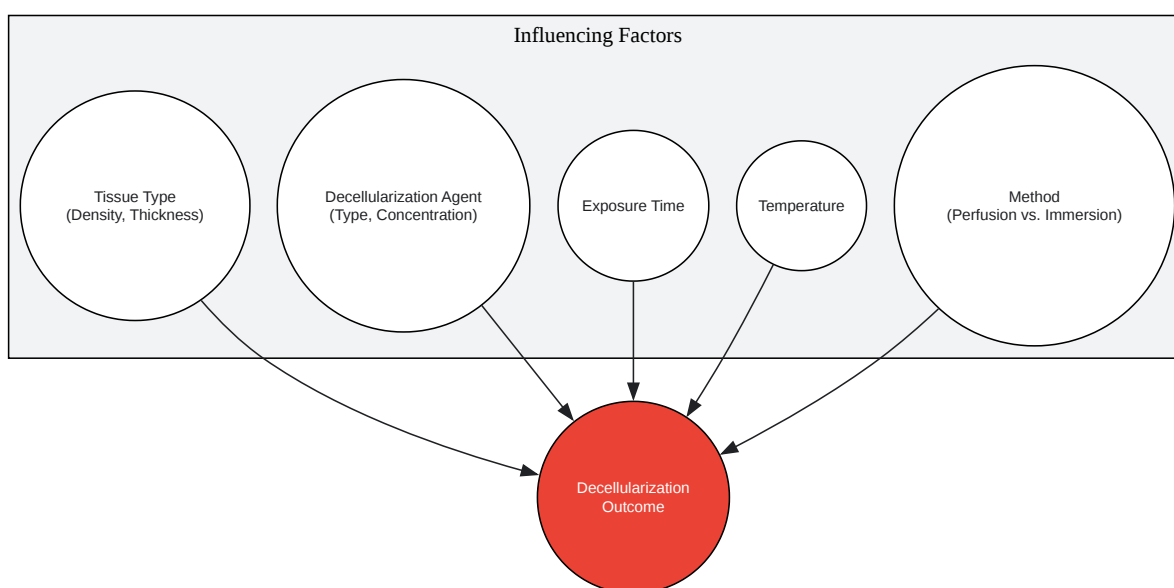 Influencing Factors
Tissue Type
(Density, Thickness)
Decellularization Agent
(Type, Concentration)
Exposure Time
Temperature
Method
(Perfusion vs. Immersion)
Decellularization
Outcome